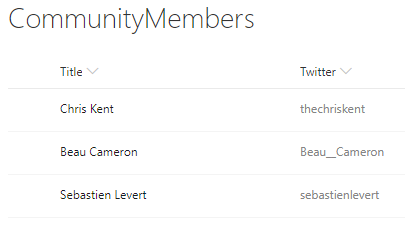 CommunityMembers
Title Twitter
Chris Kent thechriskent
Beau Cameron Beau__Cameron
Sebastien Levert sebastienlevert